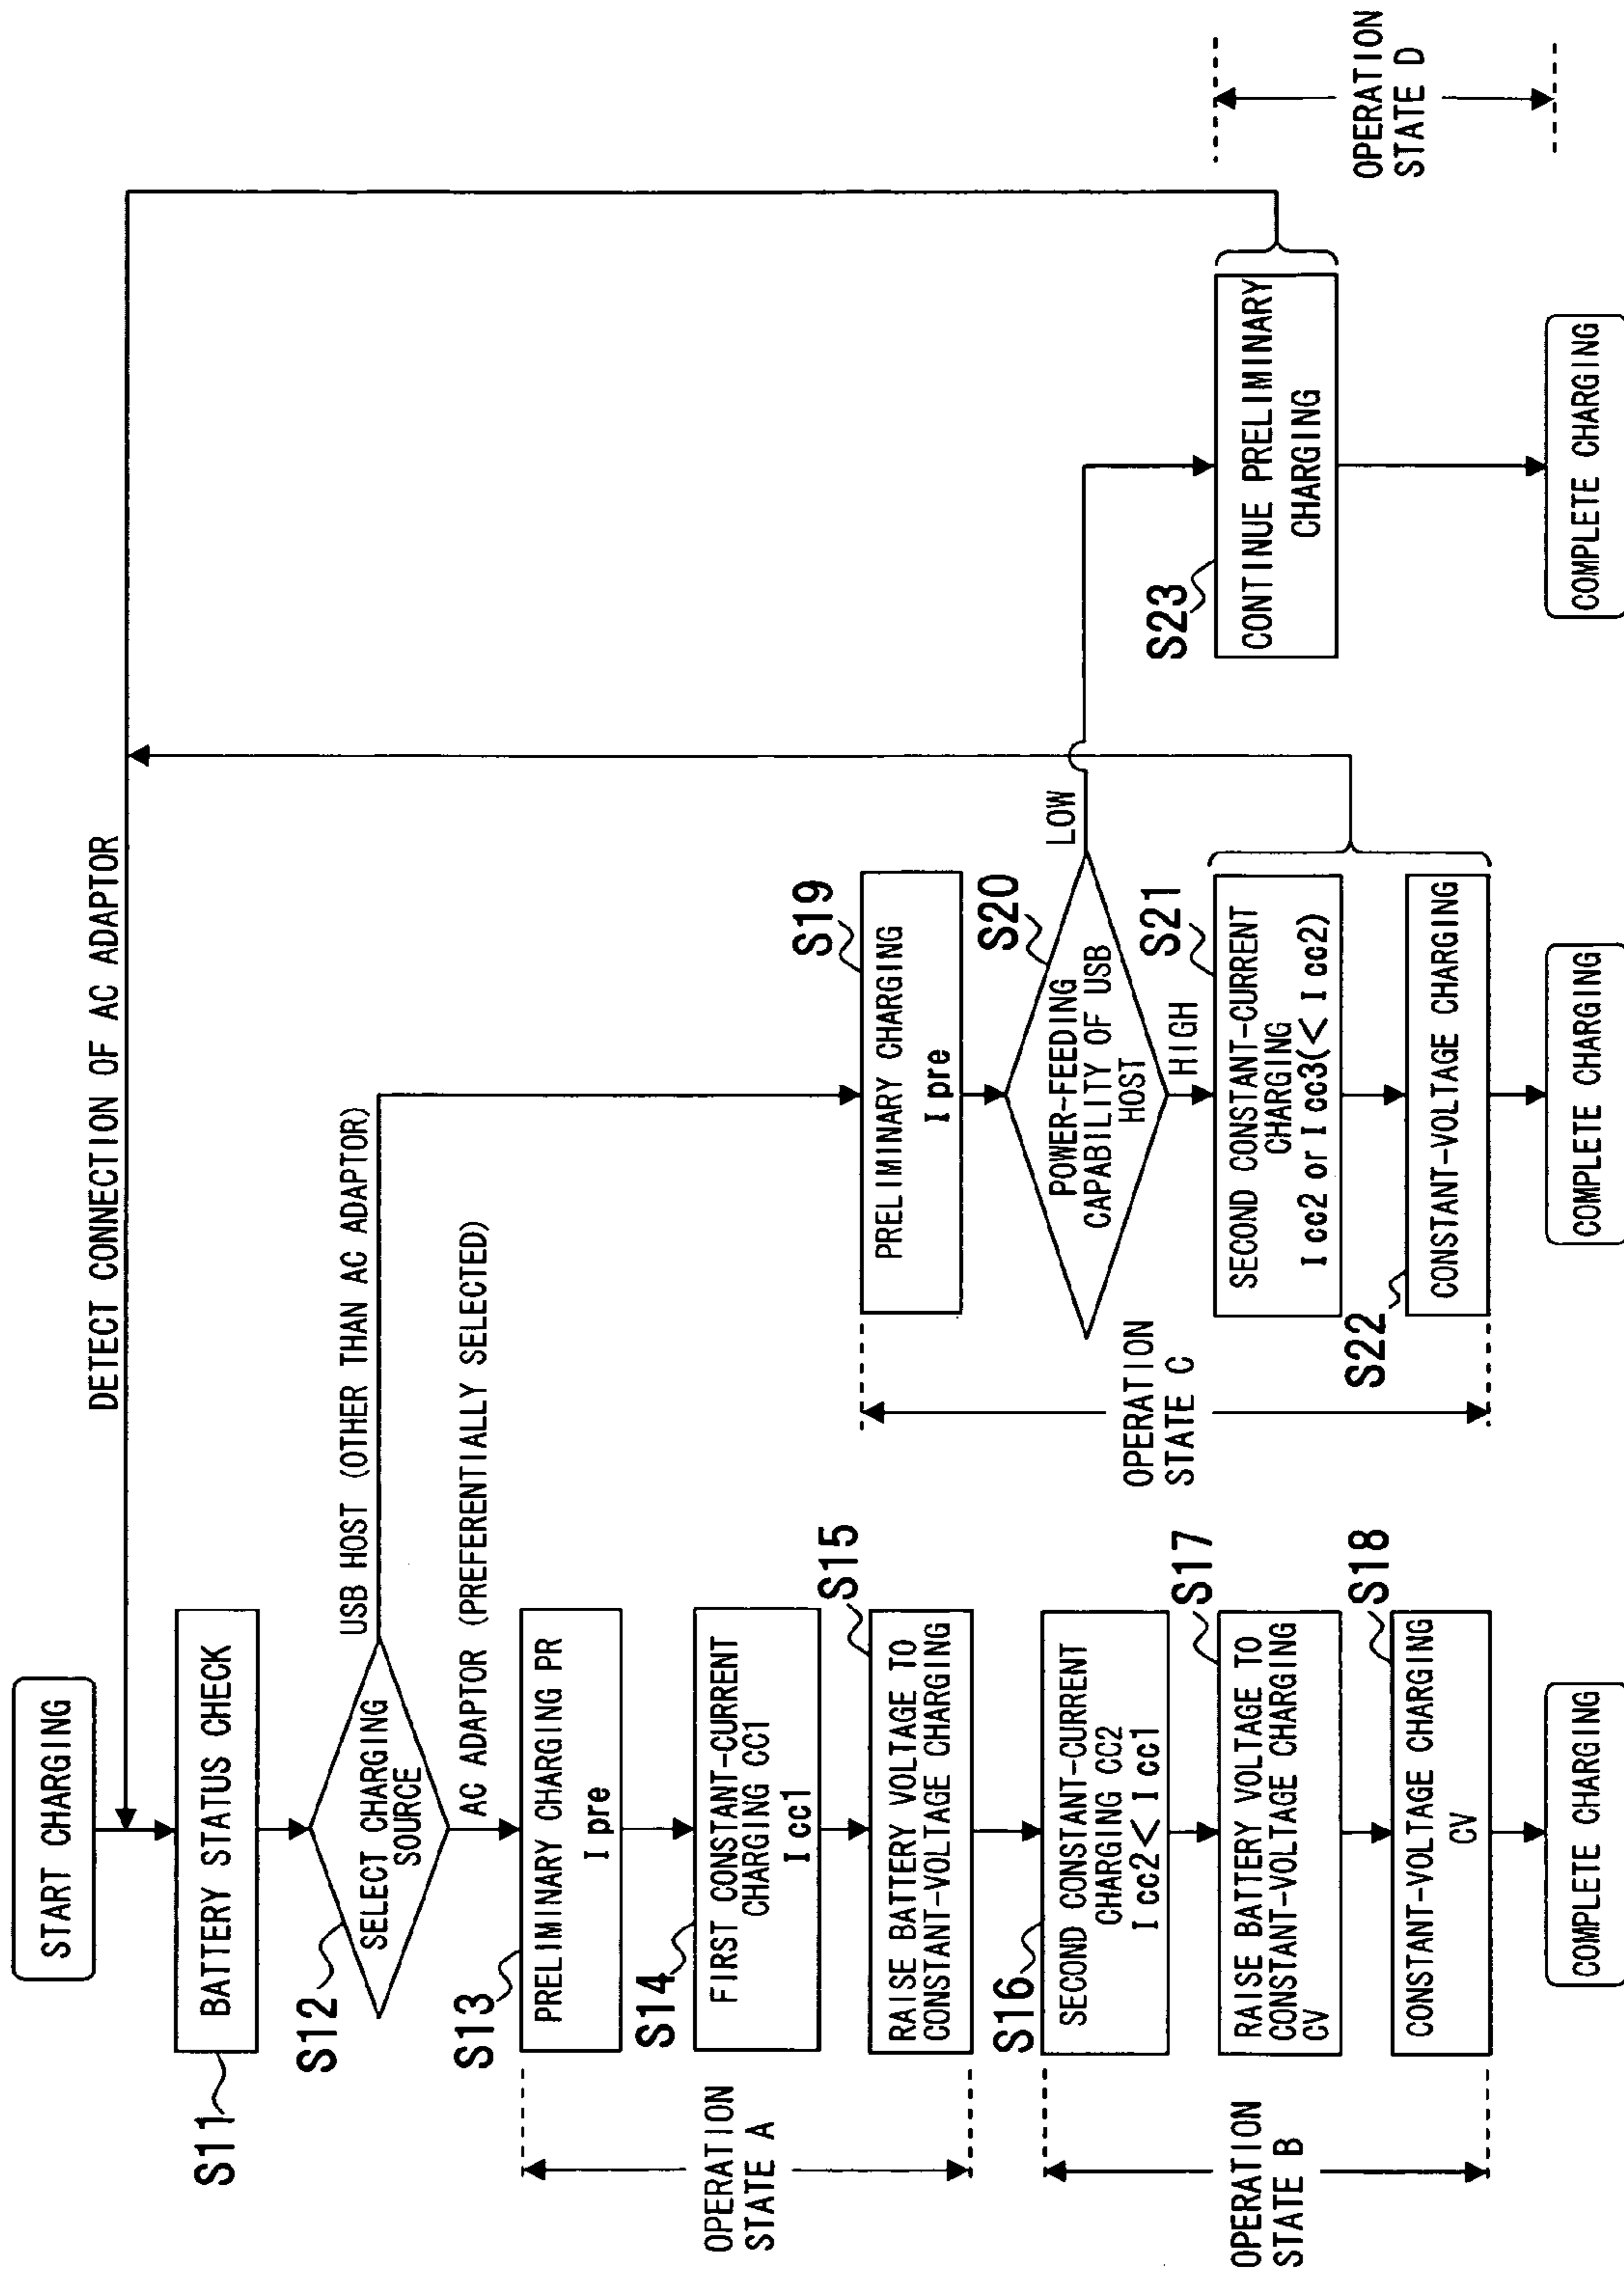 START CHARGING
DETECT CONNECTION OF AC ADAPTOR
S11
BATTERY STATUS CHECK
S12
SELECT CHARGING
SOURCE
USB HOST (OTHER THAN AC ADAPTOR)
AC ADAPTOR (PREFERENTIALLY SELECTED)
S13
PRELIMINARY CHARGING PR
I pre
S14
FIRST CONSTANT-CURRENT
CHARGING CC1
I cc1
S15
RAISE BATTERY VOLTAGE TO
CONSTANT-VOLTAGE CHARGING
OPERATION
STATE A
S16
SECOND CONSTANT-CURRENT
CHARGING CC2
I cc2< I cc1
S17
RAISE BATTERY VOLTAGE TO
CONSTANT-VOLTAGE CHARGING
CV
S18
CONSTANT-VOLTAGE CHARGING
CV
OPERATION
STATE B
COMPLETE CHARGING
S19
PRELIMINARY CHARGING
I pre
S20
POWER-FEEDING
CAPABILITY OF USB
HOST
LOW
HIGH
S21
SECOND CONSTANT-CURRENT
CHARGING
I cc2 or I cc3(< I cc2)
S22
CONSTANT-VOLTAGE CHARGING
OPERATION
STATE C
COMPLETE CHARGING
S23
CONTINUE PRELIMINARY
CHARGING
OPERATION
STATE D
COMPLETE CHARGING